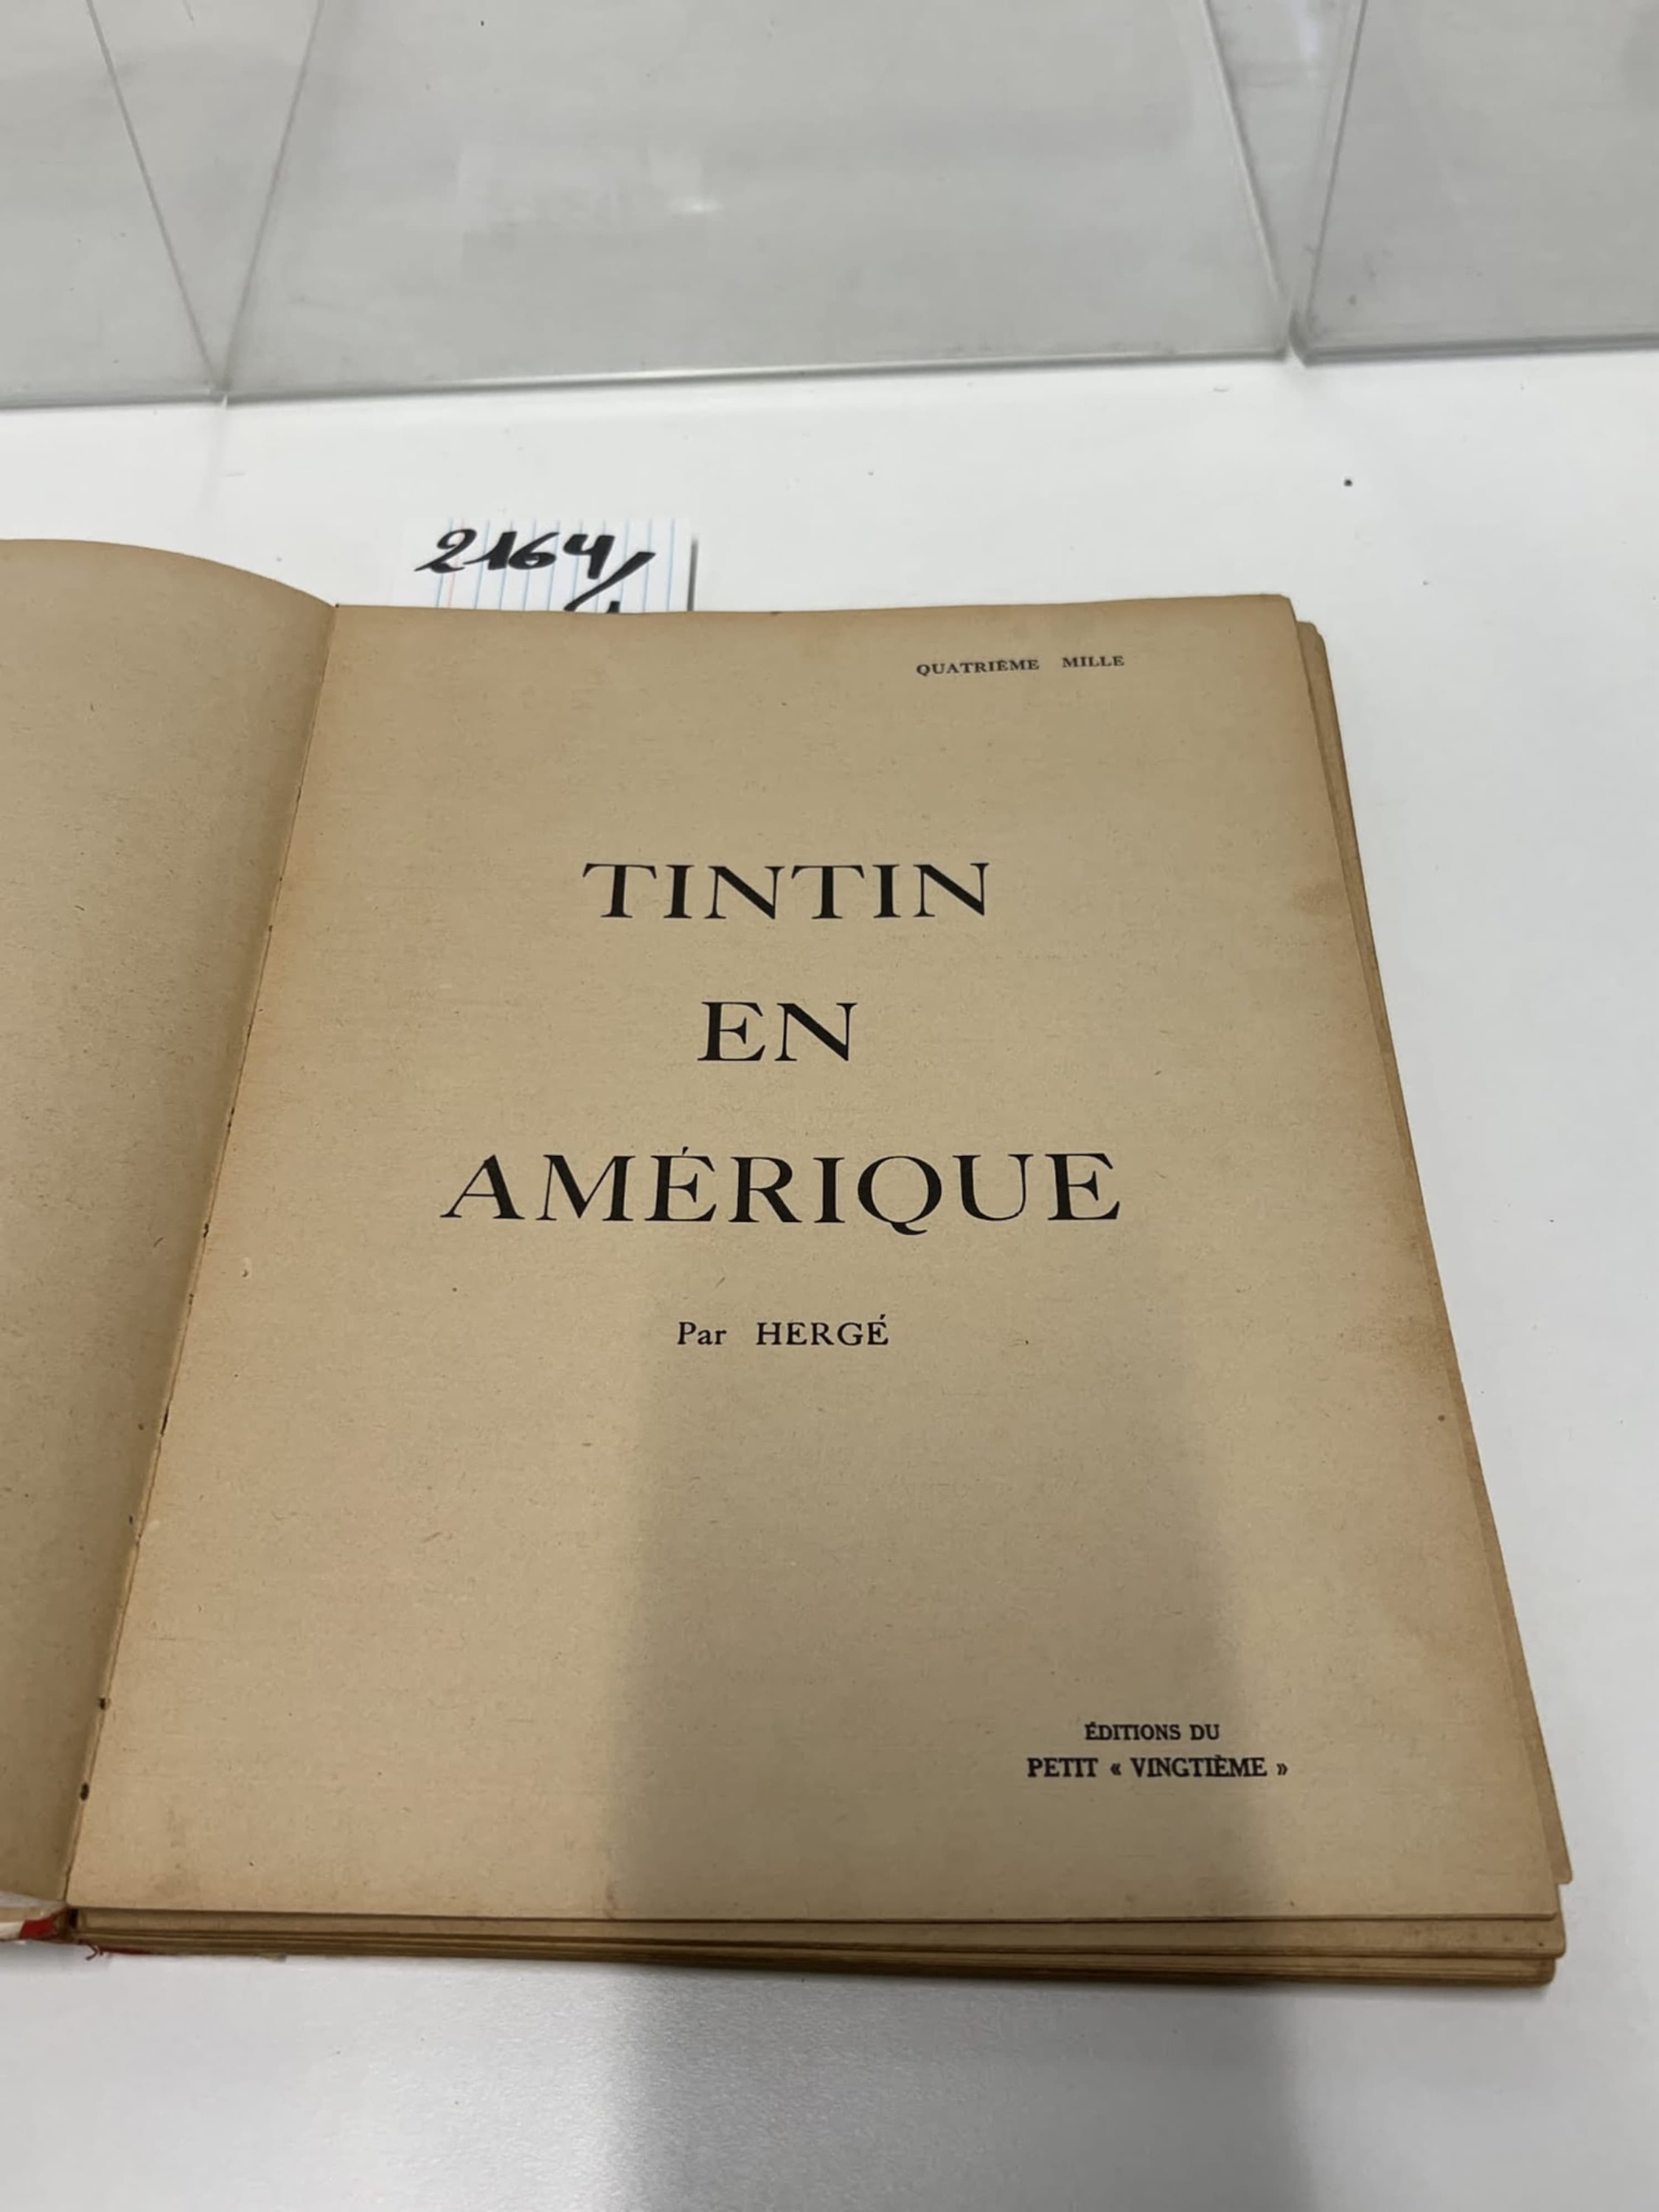 2164/
QUATRIÈME MILLE
TINTIN
EN
AMÉRIQUE
Par HERGÉ
ÉDITIONS DU
PETIT « VINGTIÈME »